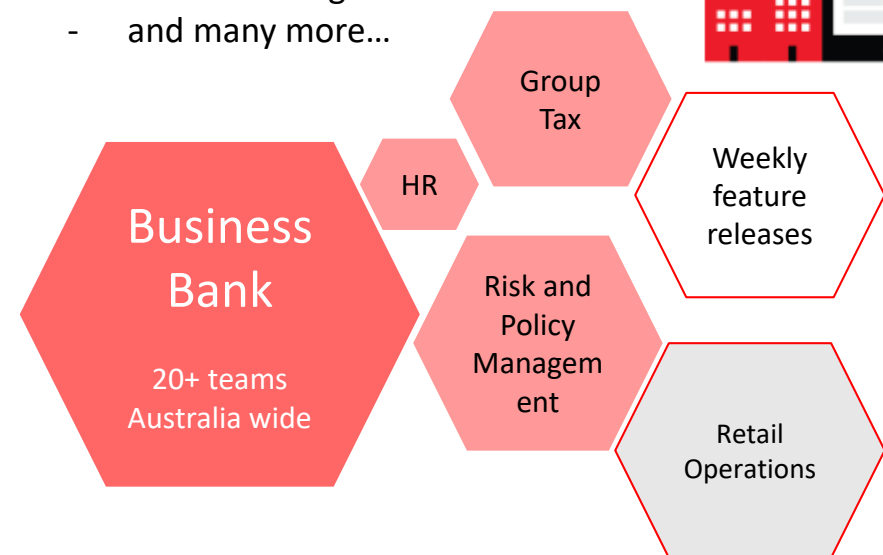 - and many more…
Group
Tax
HR
Weekly
feature
releases
Business
Bank
20+ teams
Australia wide
Risk and
Policy
Managem
ent
Retail
Operations